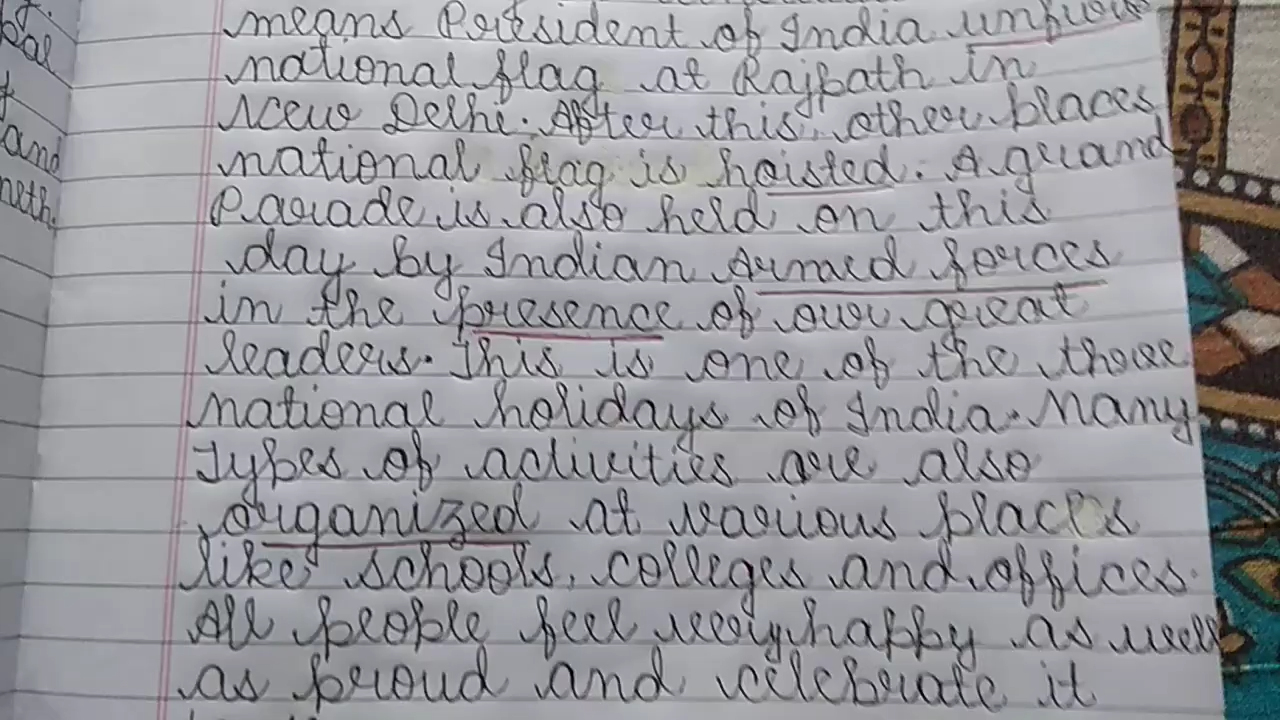 pal
and
neth.
means President of India unfurls
national flag at Rajpath in
New Delhi. After this, other places
national flag is hoisted. A grand
Parade is also held on this
day by Indian Armed forces
in the presence of our great
leaders. This is one of the three
national holidays of India. Many
Types of activities are also
organized at various places
like schools, colleges and offices.
All people feel very happy as well
as proud and celebrate it